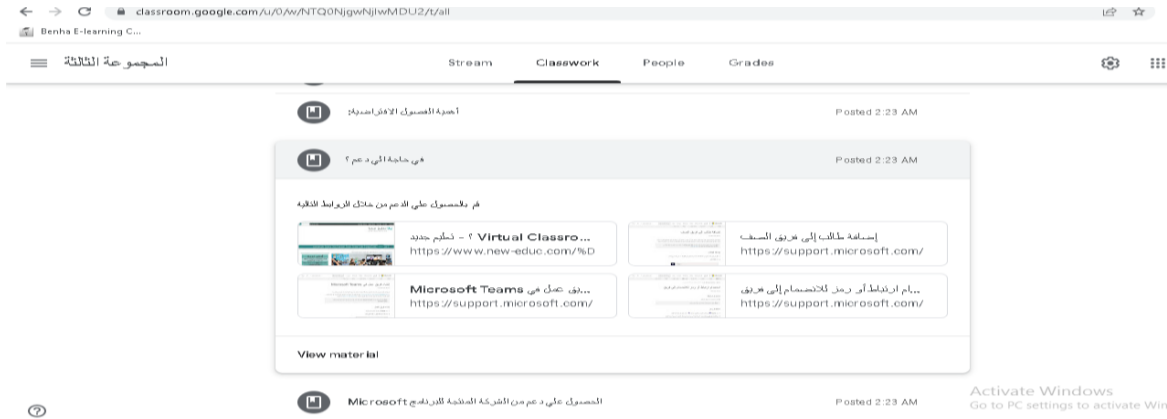 classroom.google.com/u/0/w/NTQ0NjgwNjIwMDU2/t/all
Benha E-learning C...
المجموعة الثالثة
Stream
Classwork
People
Grades
أهمية الفصول الافتراضية:
Posted 2:23 AM
في حاجة الي دعم ؟
Posted 2:23 AM
قم بالحصول علي الدعم من خلال الروابط التالية
Virtual Classro... ؟ - تعليم جديد
https://www.new-educ.com/%D
إضافة طالب إلى فريق الصف
https://support.microsoft.com/
...يق عمل في Microsoft Teams
https://support.microsoft.com/
...ام ارتباط أو رمز للانضمام إلى فريق
https://support.microsoft.com/
View material
الحصول علي دعم من الشركة المنتجة للبرنامج Microsoft
Posted 2:23 AM
Activate Windows
Go to PC settings to activate Win